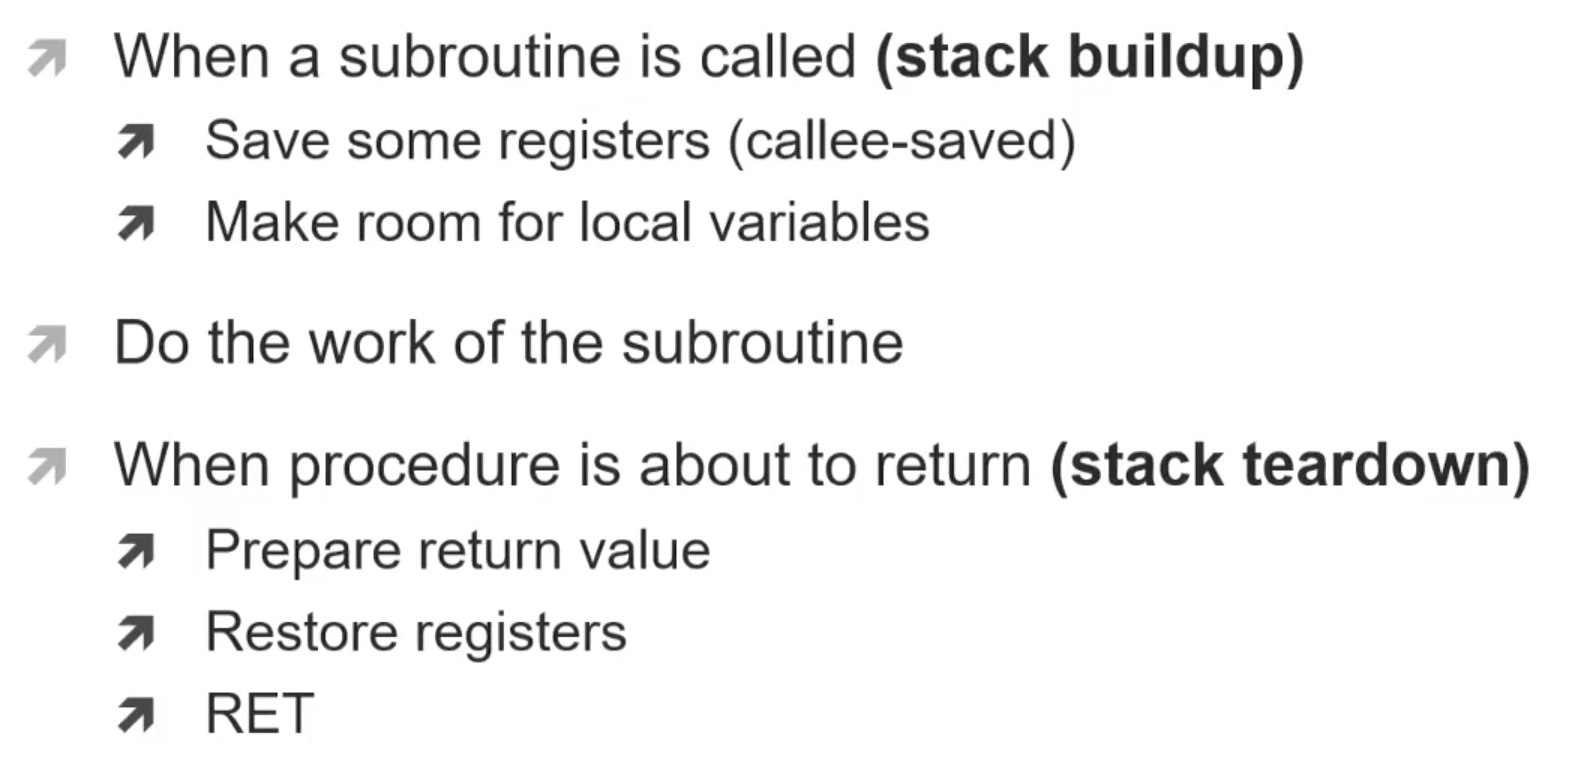 When a subroutine is called (stack buildup)
Save some registers (callee-saved)
Make room for local variables
Do the work of the subroutine
When procedure is about to return (stack teardown)
Prepare return value
Restore registers
RET